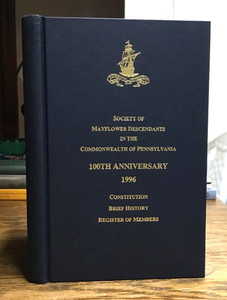 SOCIETY OF
MAYFLOWER DESCENDANTS
IN THE
COMMONWEALTH OF PENNSYLVANIA
100TH ANNIVERSARY
1996
CONSTITUTION
BRIEF HISTORY
REGISTER OF MEMBERS